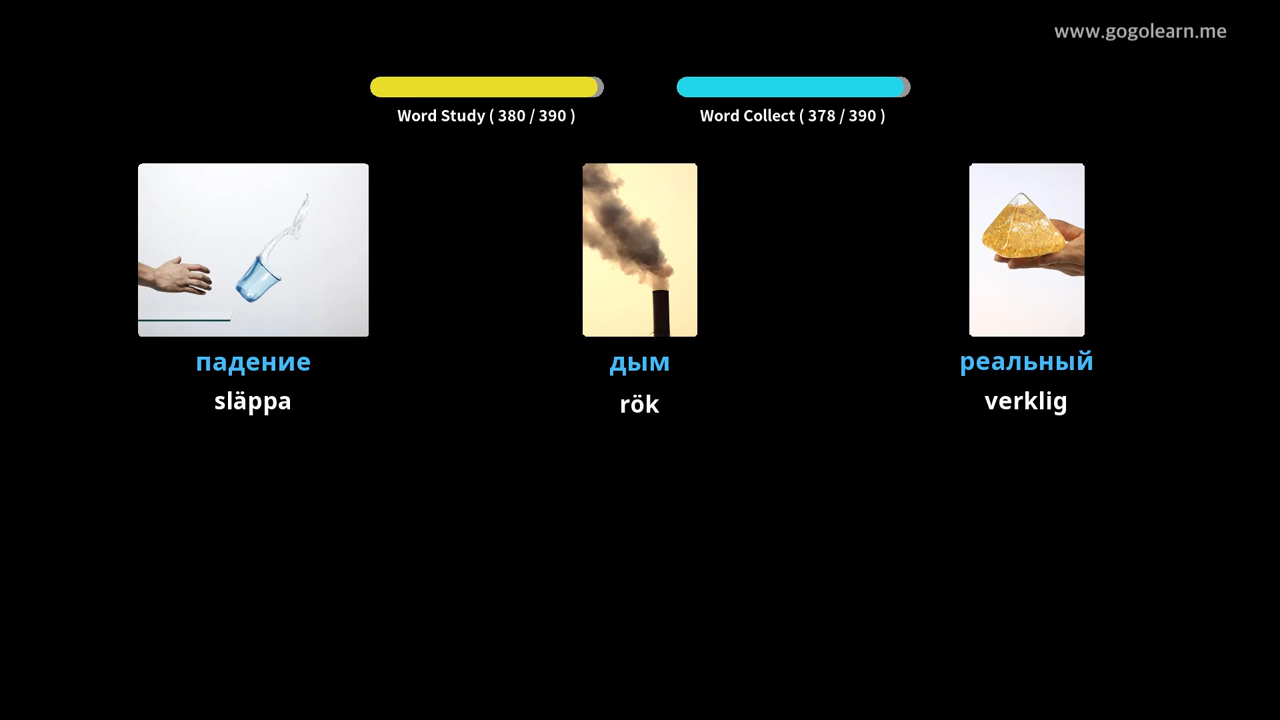 www.gogolearn.me
Word Study ( 380 / 390 )
Word Collect ( 378 / 390 )
падение
släppa
дым
rök
реальный
verklig